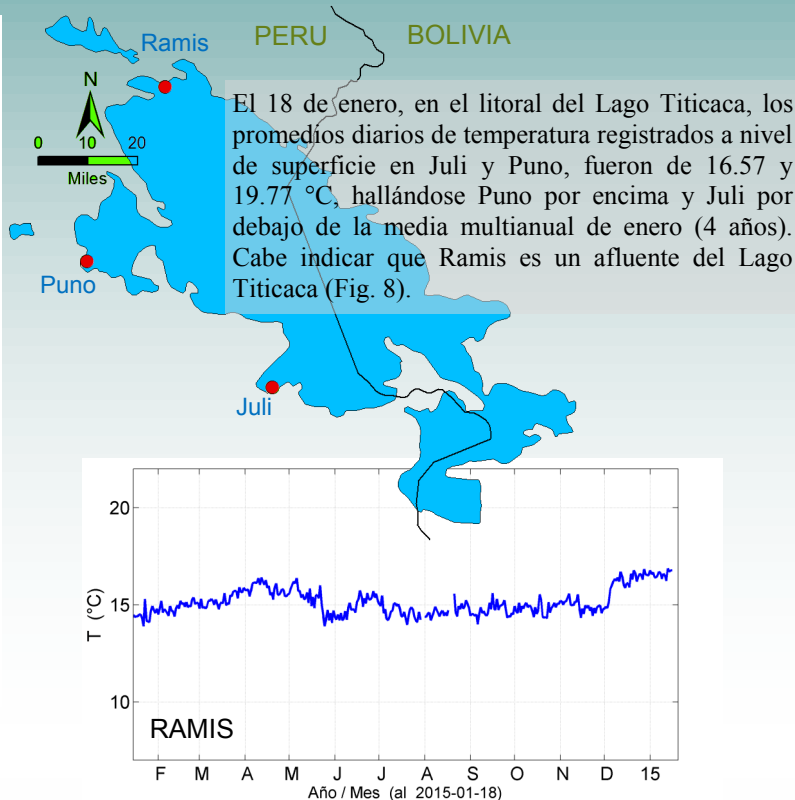 Ramis
PERU
BOLIVIA
N
0 10 20
Miles
El 18 de enero, en el litoral del Lago Titicaca, los
promedios diarios de temperatura registrados a nivel
de superficie en Juli y Puno, fueron de 16.57 y
19.77 °C, hallándose Puno por encima y Juli por
debajo de la media multianual de enero (4 años).
Cabe indicar que Ramis es un afluente del Lago
Titicaca (Fig. 8).
Puno
Juli
20
15
10
T (°C)
RAMIS
F M A M J J A S O N D 15
Año / Mes (al 2015-01-18)